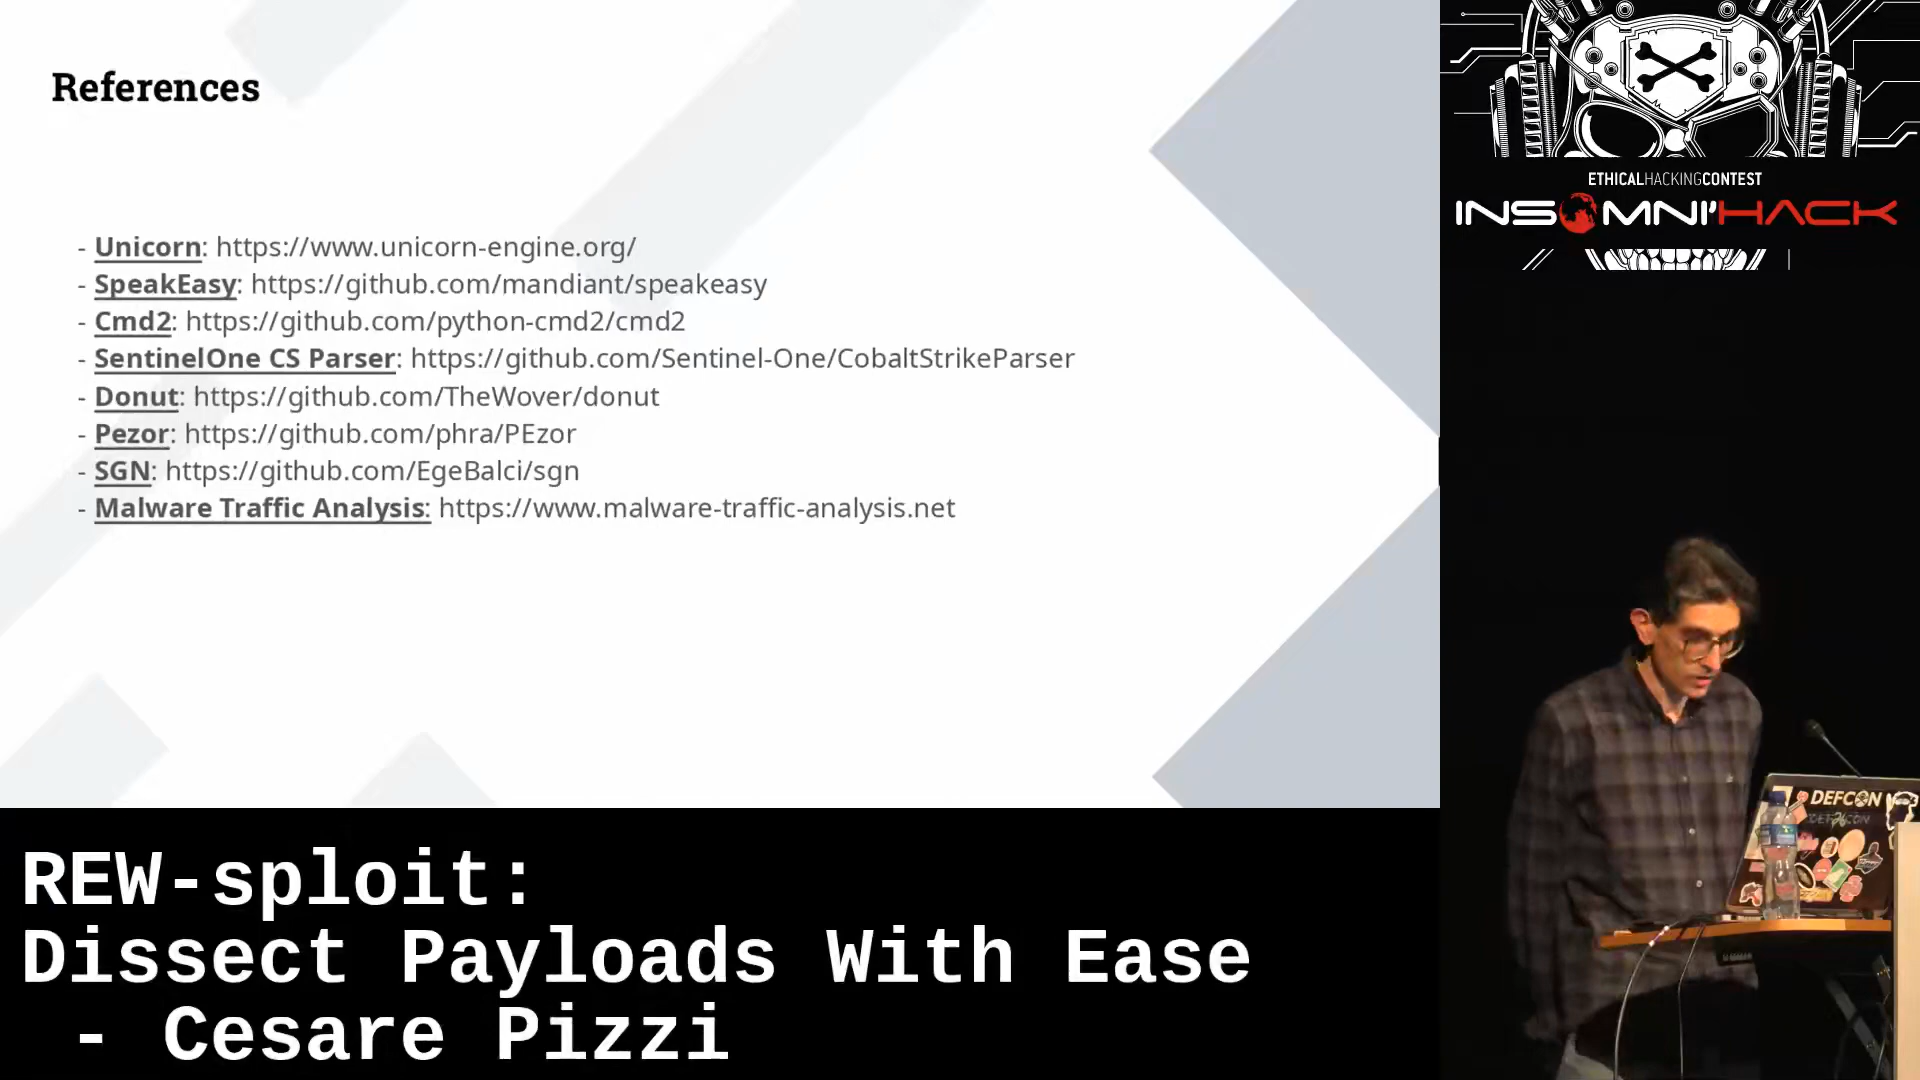 References
- Unicorn: https://www.unicorn-engine.org/
- SpeakEasy: https://github.com/mandiant/speakeasy
- Cmd2: https://github.com/python-cmd2/cmd2
- SentinelOne CS Parser: https://github.com/Sentinel-One/CobaltStrikeParser
- Donut: https://github.com/TheWover/donut
- Pezor: https://github.com/phra/PEzor
- SGN: https://github.com/EgeBalci/sgn
- Malware Traffic Analysis: https://www.malware-traffic-analysis.net
ETHICALHACKINGCONTEST
INSOMNI'HACK
DEFCON
REW-sploit:
Dissect Payloads With Ease
- Cesare Pizzi